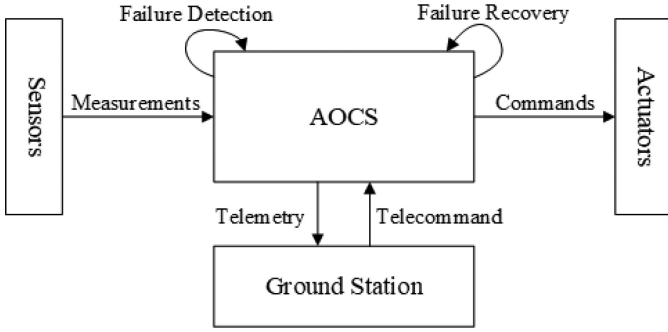 Failure Detection
Failure Recovery
Sensors
Measurements
AOCS
Commands
Actuators
Telemetry
Telecommand
Ground Station